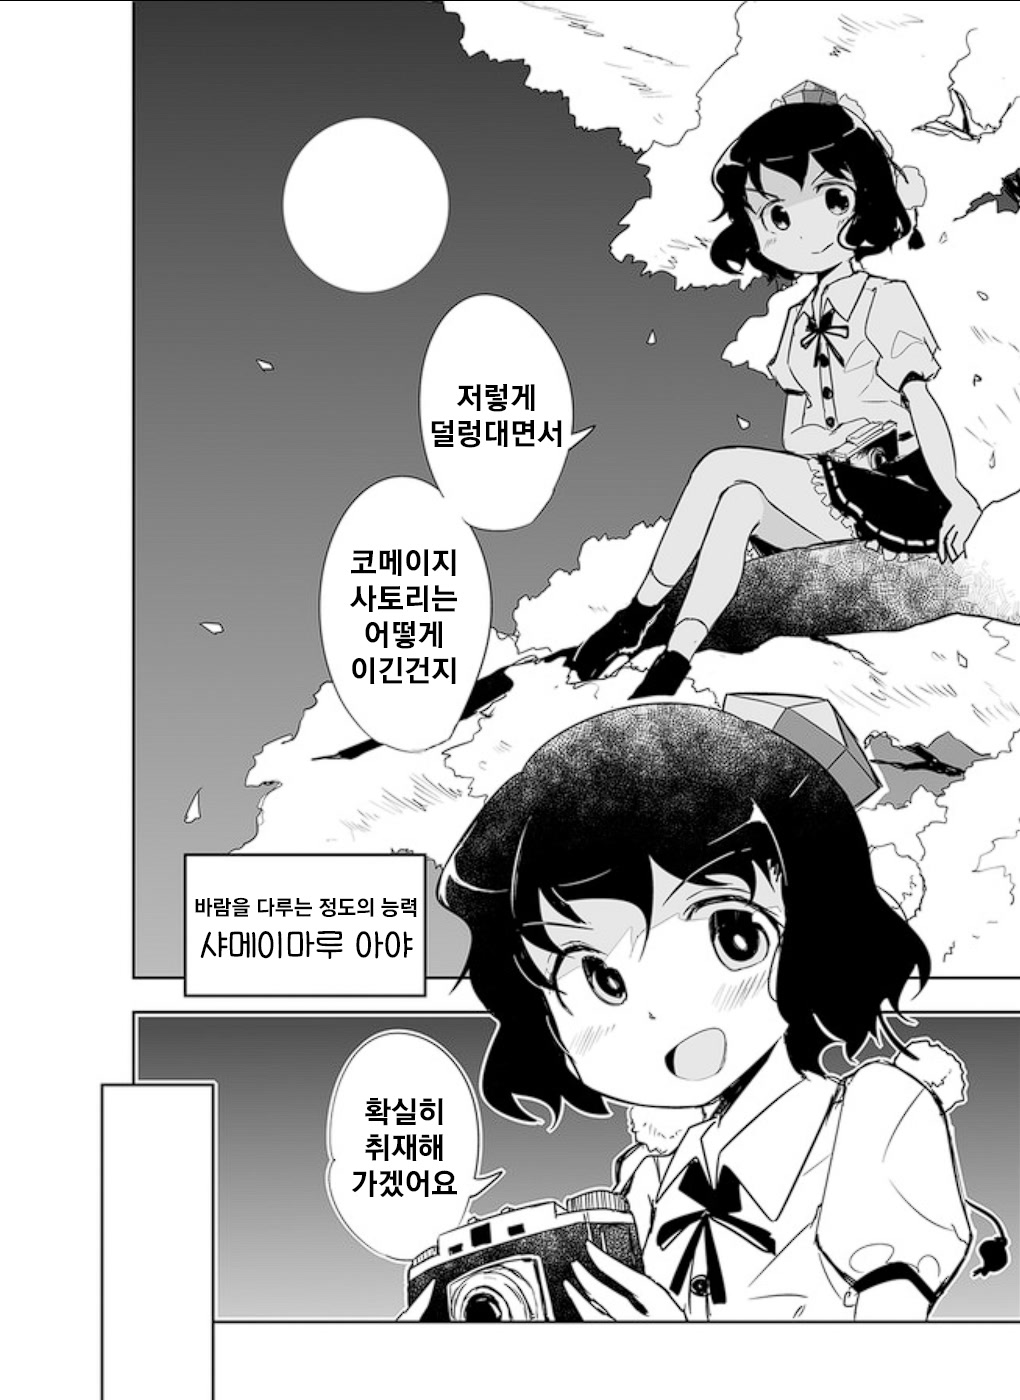 저렇게
덜렁대면서
코메이지
사토리는
어떻게
이긴건지
바람을 다루는 정도의 능력
샤메이마루 아야
확실히
취재해
가겠어요